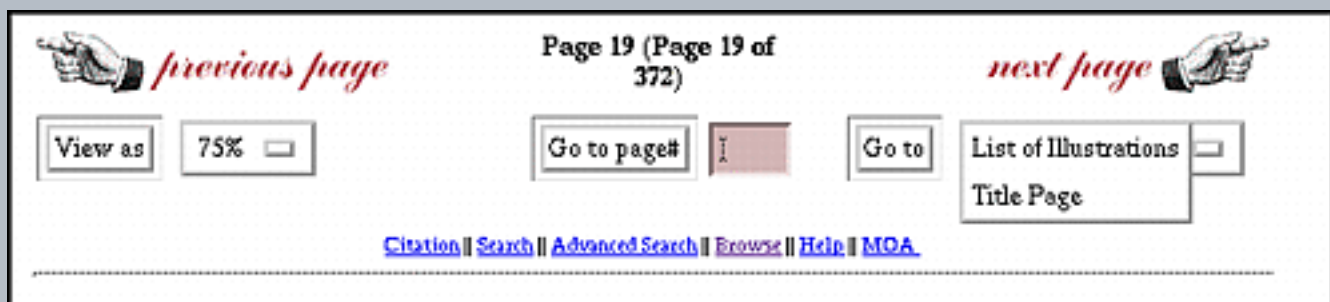 previous page Page 19 (Page 19 of
372) next page
View as 75% Go to page# Go to List of Illustrations
Title Page
Citation || Search || Advanced Search || Browse || Help || MOA